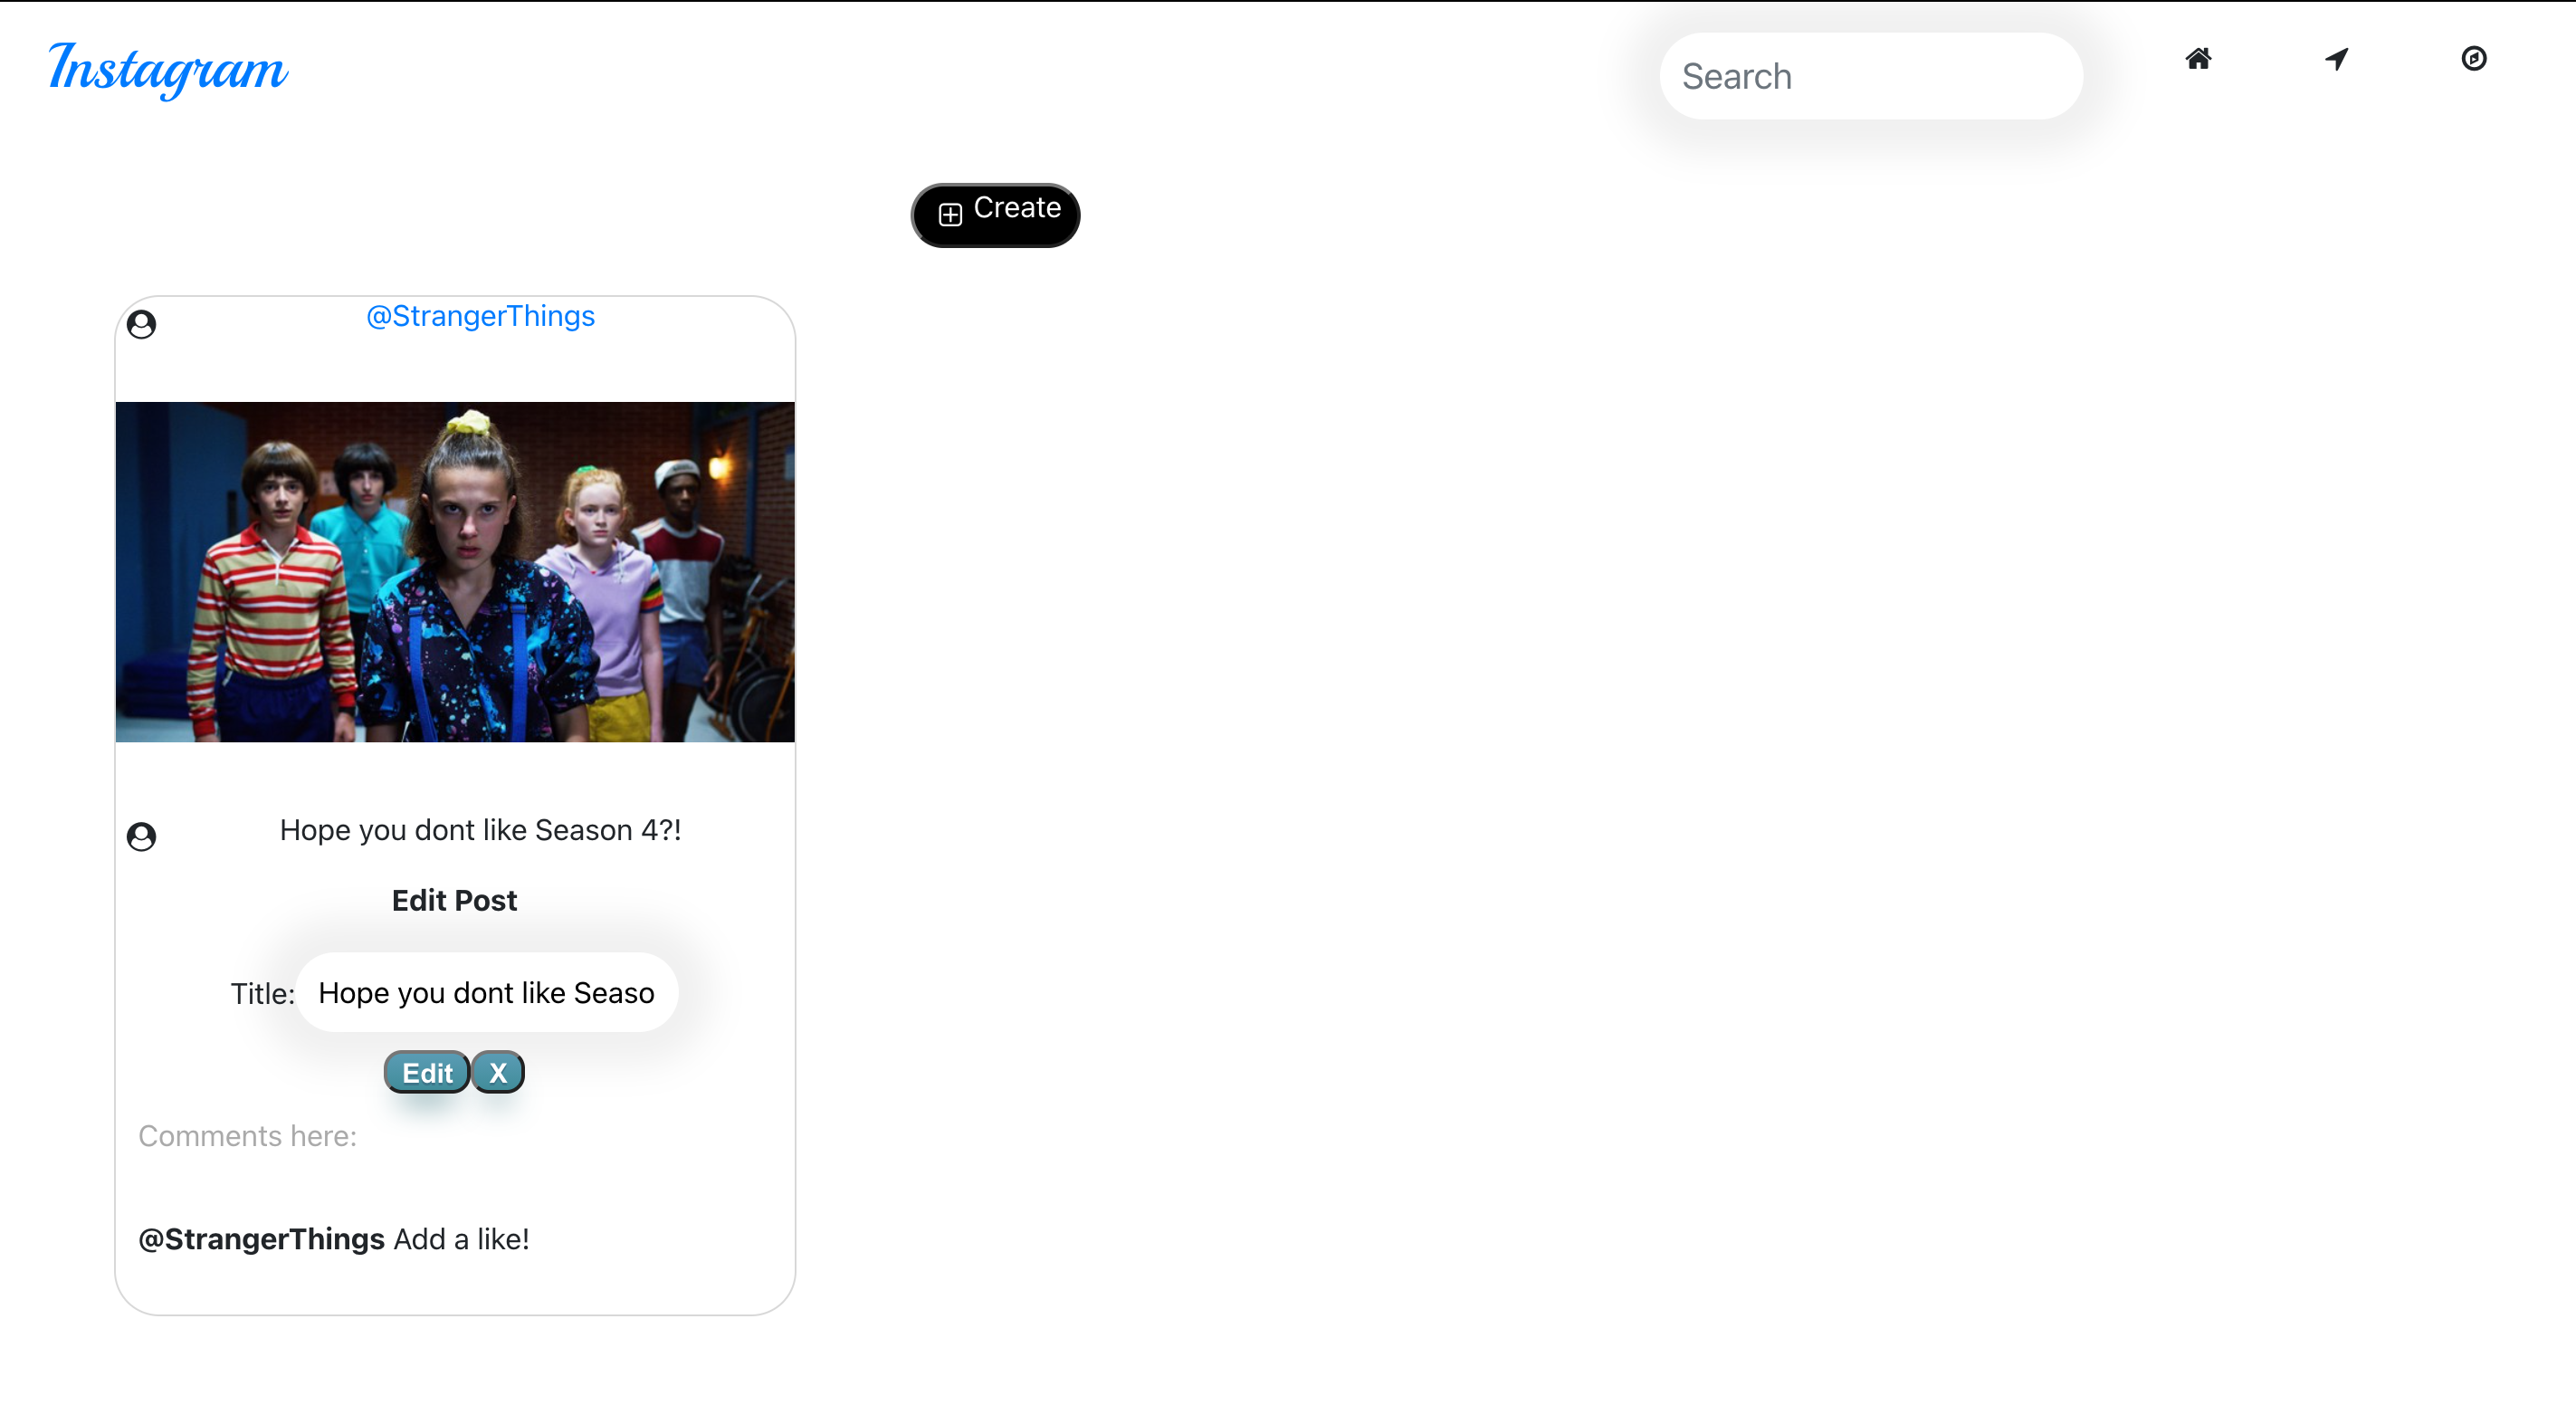 Instagram
Search
Create
@StrangerThings
Hope you dont like Season 4?!
Edit Post
Title: Hope you dont like Seaso
Edit X
Comments here:
@StrangerThings Add a like!